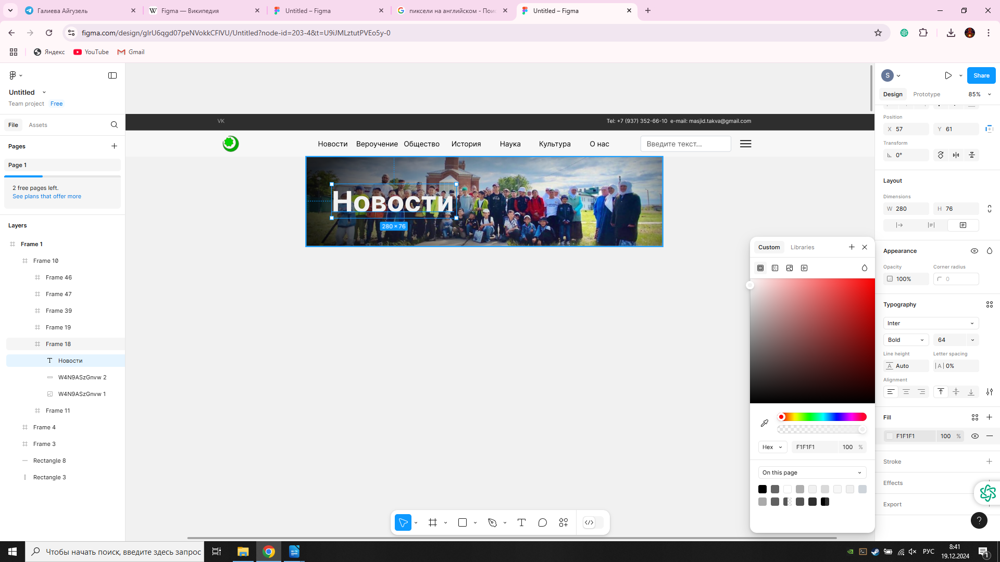 Галиева Айгузель
Figma — Википедия
Untitled – Figma
пиксели на английском - Поис
Untitled – Figma
figma.com/design/glrU6qgd07peNVokkCFlVU/Untitled?node-id=203-4&t=U9iJMLztutPVEo5y-0
Яндекс
YouTube
Gmail
Untitled
Team project Free
File Assets
Pages
Page 1
2 free pages left.
See plans that offer more
Layers
Frame 1
Frame 10
Frame 46
Frame 47
Frame 39
Frame 19
Frame 18
Новости
W4N9ASzGnvw 2
W4N9ASzGnvw 1
Frame 11
Frame 4
Frame 3
Rectangle 8
Rectangle 3
VK
Tel: +7 (937) 352-66-10 e-mail: masjid.takva@gmail.com
Новости Вероучение Общество История Наука Культура О нас
Введите текст...
Новости
280 × 76
Custom Libraries
Hex F1F1F1 100 %
On this page
S
Share
Design Prototype 85%
Position
X 57 Y 61
Transform
0°
Layout
Dimensions
W 280 H 76
Appearance
Opacity Corner radius
100% 0
Typography
Inter
Bold 64
Line height Letter spacing
Auto |A| 0%
Alignment
Fill
F1F1F1 100 %
Stroke
Effects
Export
?
Чтобы начать поиск, введите здесь запрос
РУС
8:41
19.12.2024
1